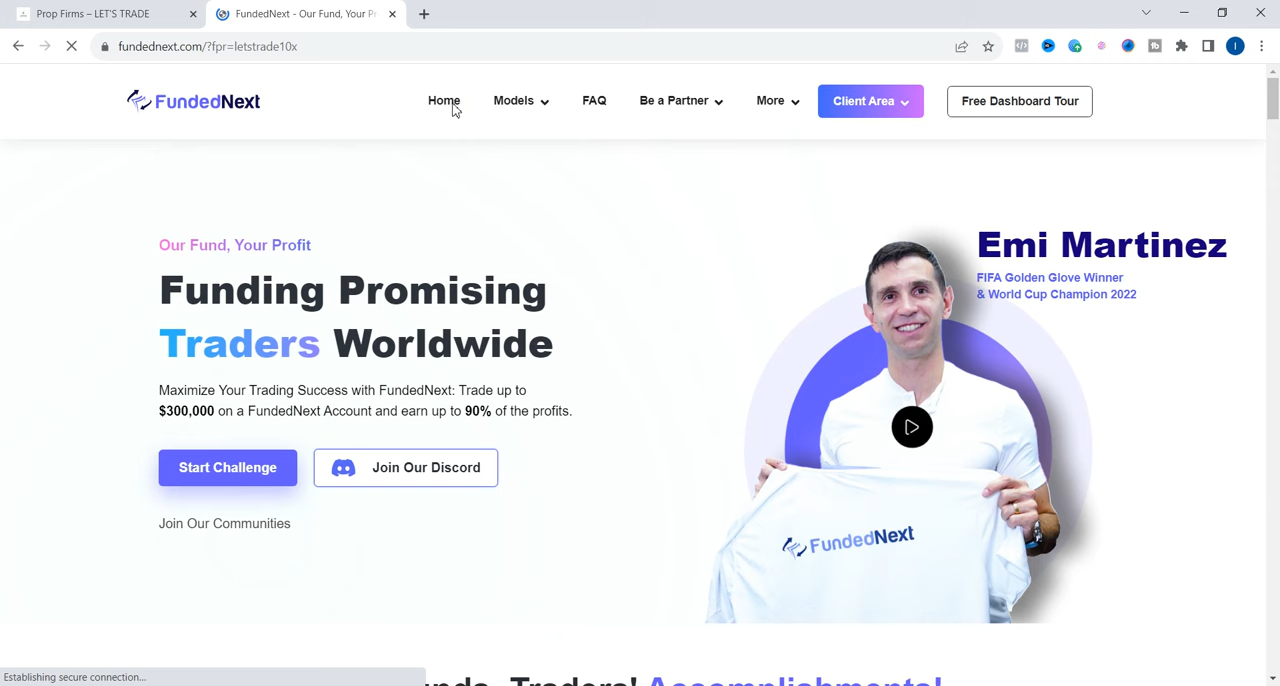 Prop Firms – LET'S TRADE
FundedNext - Our Fund, Your Pr
fundednext.com/?fpr=letstrade10x
FundedNext
Home
Models
FAQ
Be a Partner
More
Client Area
Free Dashboard Tour
Our Fund, Your Profit
Funding Promising
Traders Worldwide
Maximize Your Trading Success with FundedNext: Trade up to
$300,000 on a FundedNext Account and earn up to 90% of the profits.
Start Challenge
Join Our Discord
Join Our Communities
Emi Martinez
FIFA Golden Glove Winner
& World Cup Champion 2022
FundedNext
Establishing secure connection...
Traders! Accomplishments!